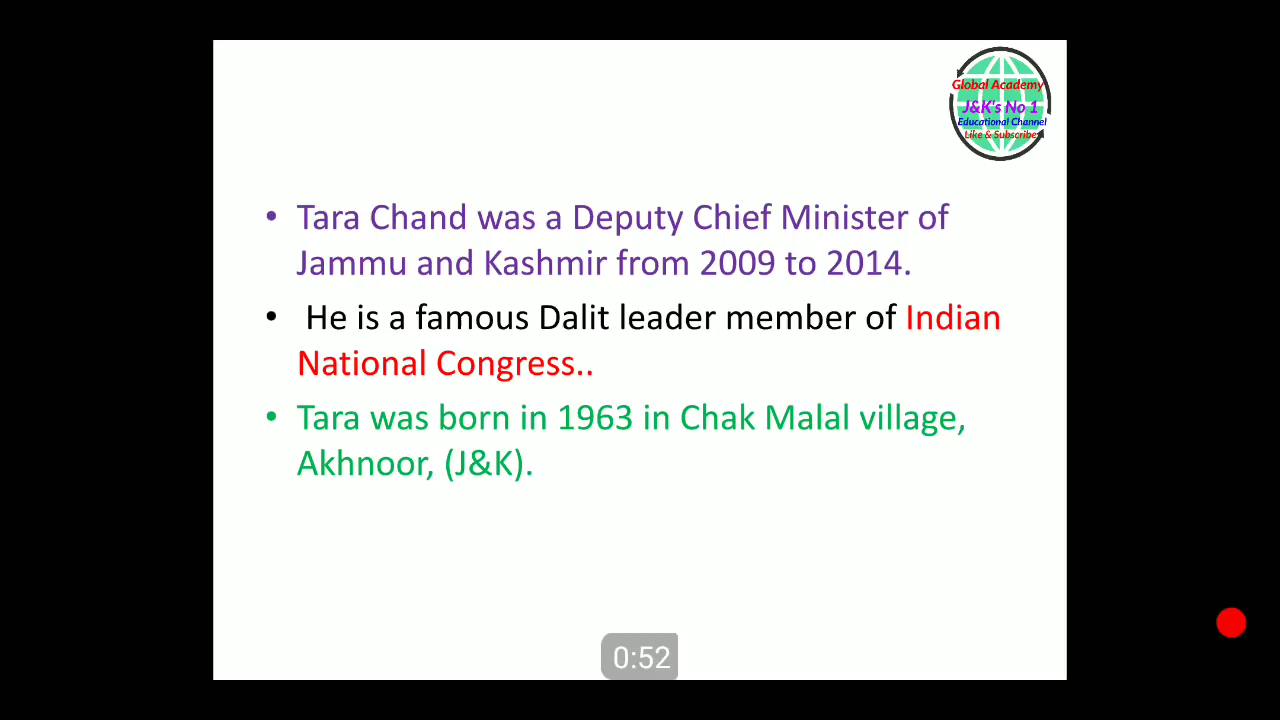 Global Academy
J&K's No 1
Educational Channel
Like & Subscribe
• Tara Chand was a Deputy Chief Minister of
Jammu and Kashmir from 2009 to 2014.
• He is a famous Dalit leader member of Indian
National Congress..
• Tara was born in 1963 in Chak Malal village,
Akhnoor, (J&K).
0:52